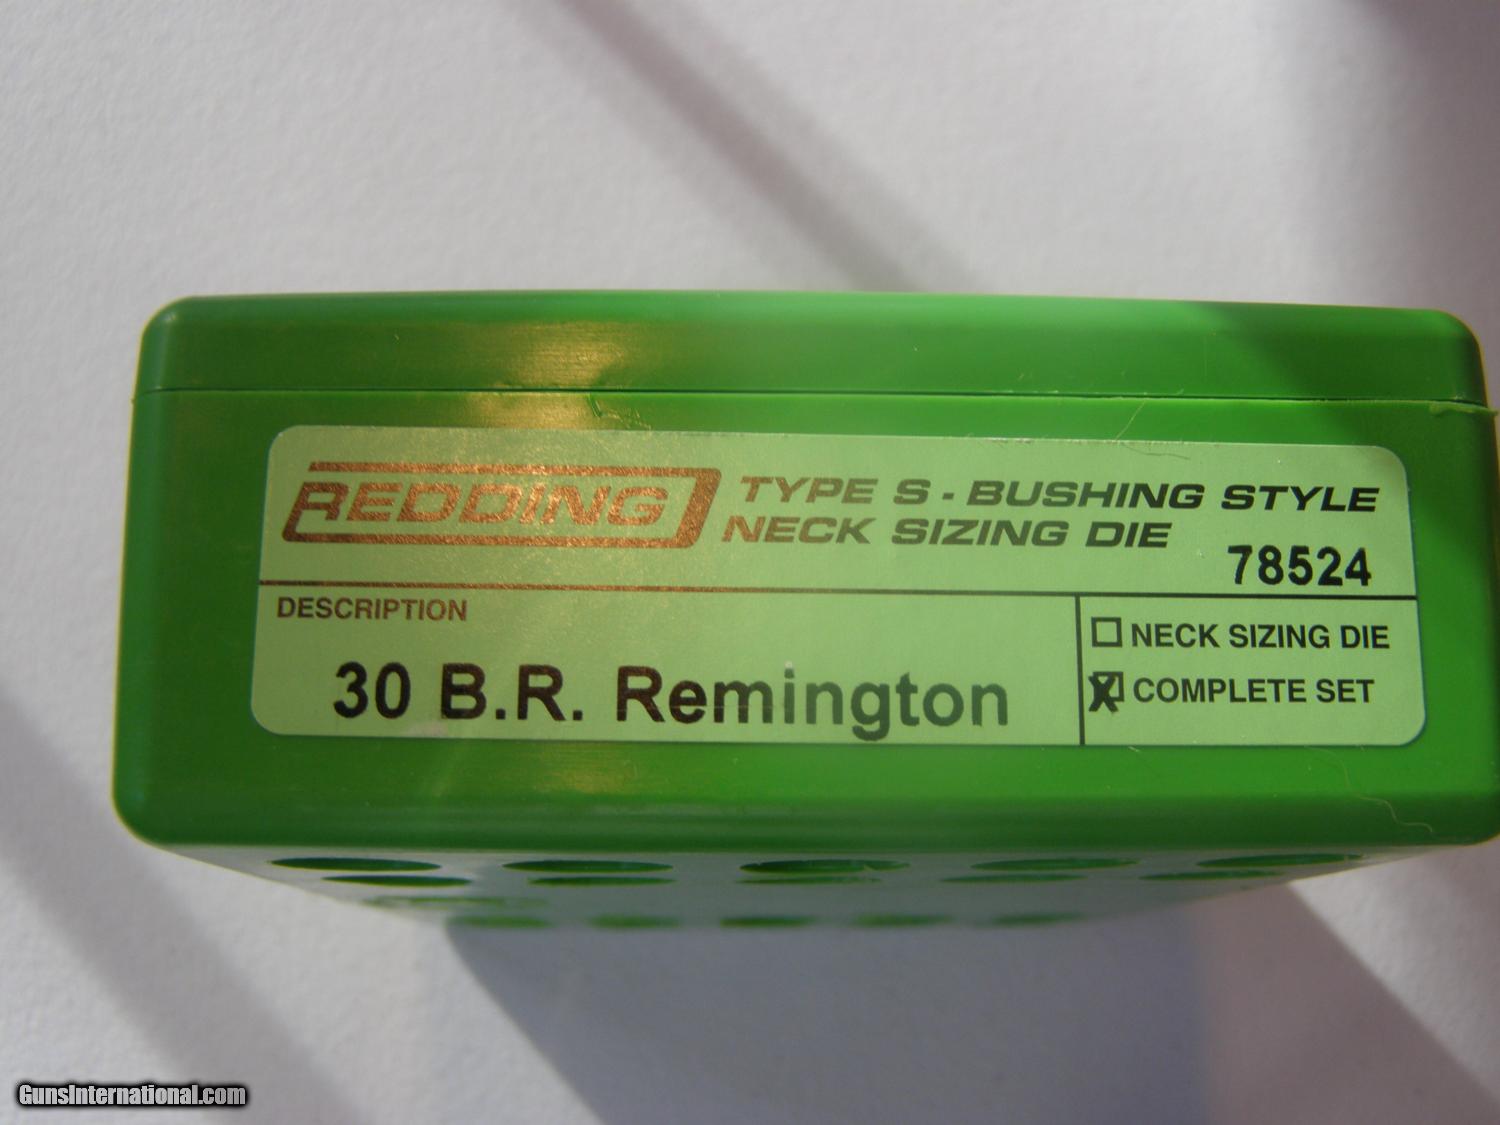 REDDING
TYPE S - BUSHING STYLE
NECK SIZING DIE
78524
DESCRIPTION
30 B.R. Remington
NECK SIZING DIE
X COMPLETE SET
GunsInternational.com